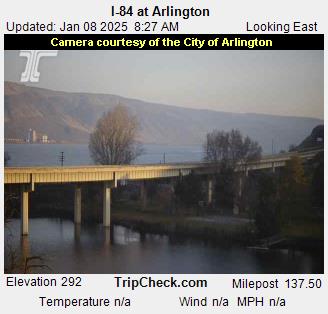 I-84 at Arlington
Updated: Jan 08 2025 8:27 AM Looking East
Camera courtesy of the City of Arlington
Elevation 292 TripCheck.com Milepost 137.50
Temperature n/a Wind n/a MPH n/a